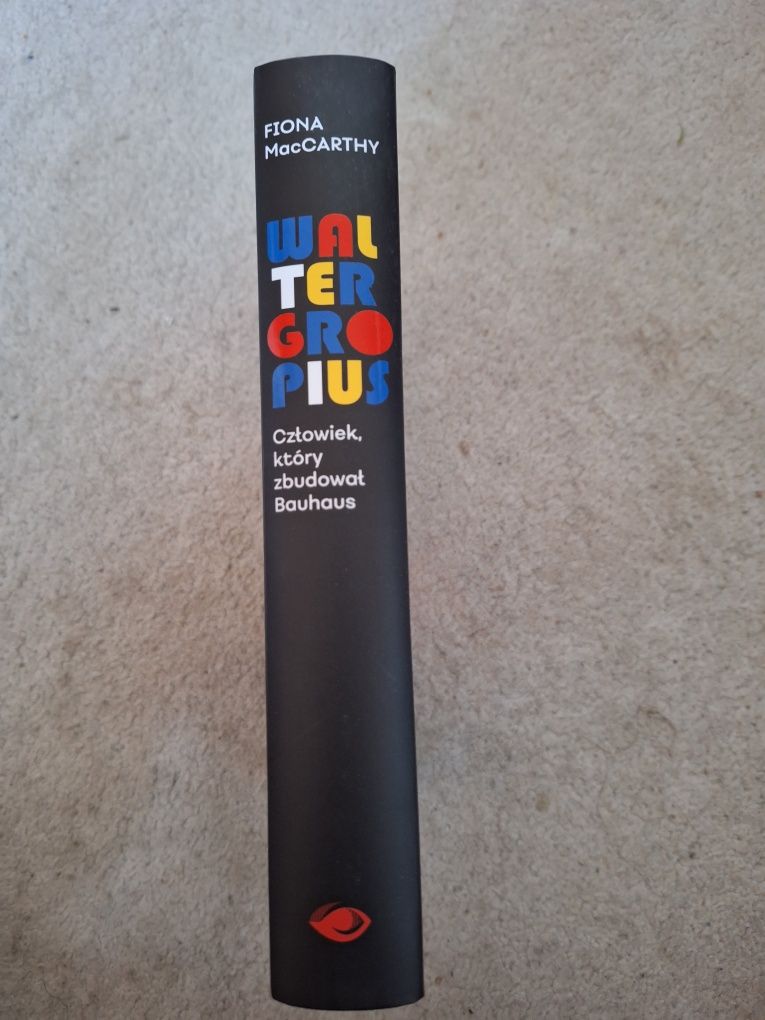 FIONA
MacCARTHY
WAL
TER
GRO
PIUS
Człowiek,
który
zbudował
Bauhaus